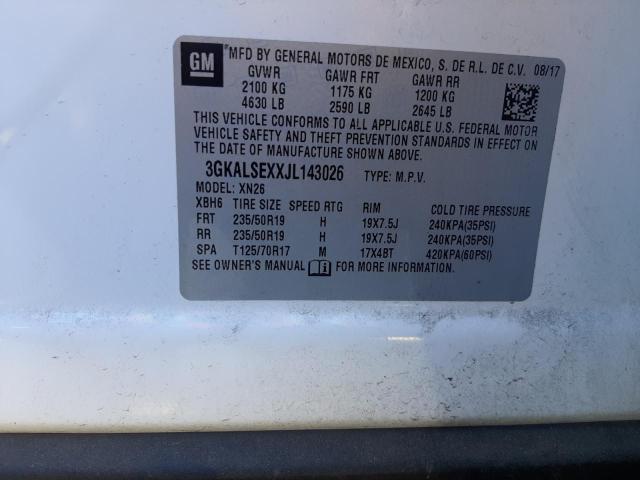 GM
MFD BY GENERAL MOTORS DE MEXICO, S. DE R.L. DE C.V. 08/17
GVWR GAWR FRT GAWR RR
2100 KG 1175 KG 1200 KG
4630 LB 2590 LB 2645 LB
THIS VEHICLE CONFORMS TO ALL APPLICABLE U.S. FEDERAL MOTOR
VEHICLE SAFETY AND THEFT PREVENTION STANDARDS IN EFFECT ON
THE DATE OF MANUFACTURE SHOWN ABOVE.
3GKALSEXXJL143026 TYPE: M.P.V.
MODEL: XN26
XBH6 TIRE SIZE SPEED RTG RIM COLD TIRE PRESSURE
FRT 235/50R19 H 19X7.5J 240KPA(35PSI)
RR 235/50R19 H 19X7.5J 240KPA(35PSI)
SPA T125/70R17 M 17X4BT 420KPA(60PSI)
SEE OWNER'S MANUAL FOR MORE INFORMATION.